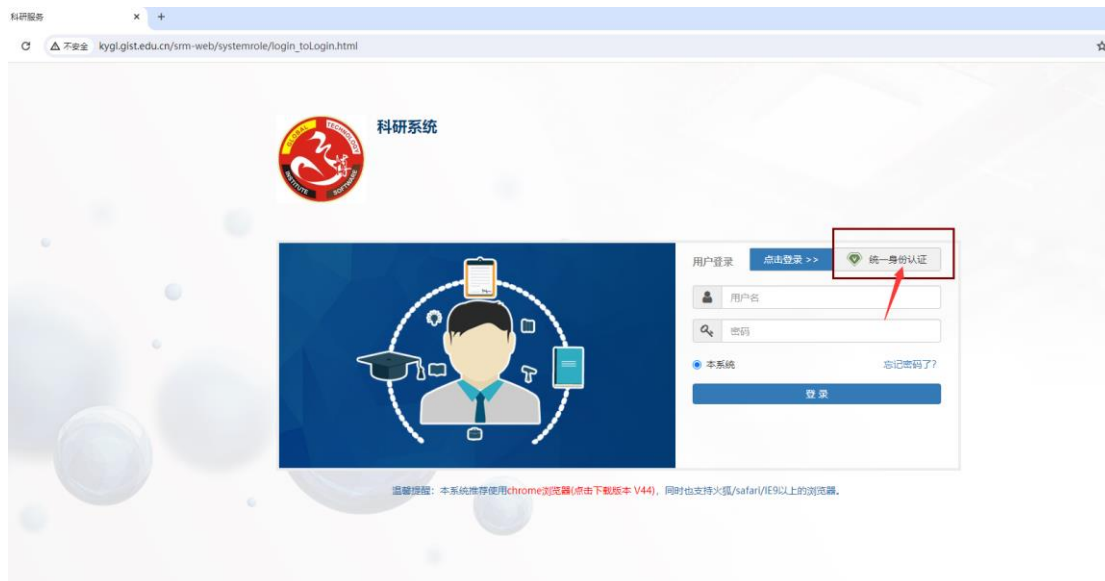 科研服务
不安全 kygl.gist.edu.cn/srm-web/systemrole/login_toLogin.html
科研系统
GLOBAL TECHNOLOGY
INSTITUTE SOFTWARE
用户登录 点击登录 >> 统一身份认证
用户名
密码
本系统 忘记密码了?
登 录
温馨提醒：本系统推荐使用chrome浏览器(点击下载版本 V44)，同时也支持火狐/safari/IE9以上的浏览器。